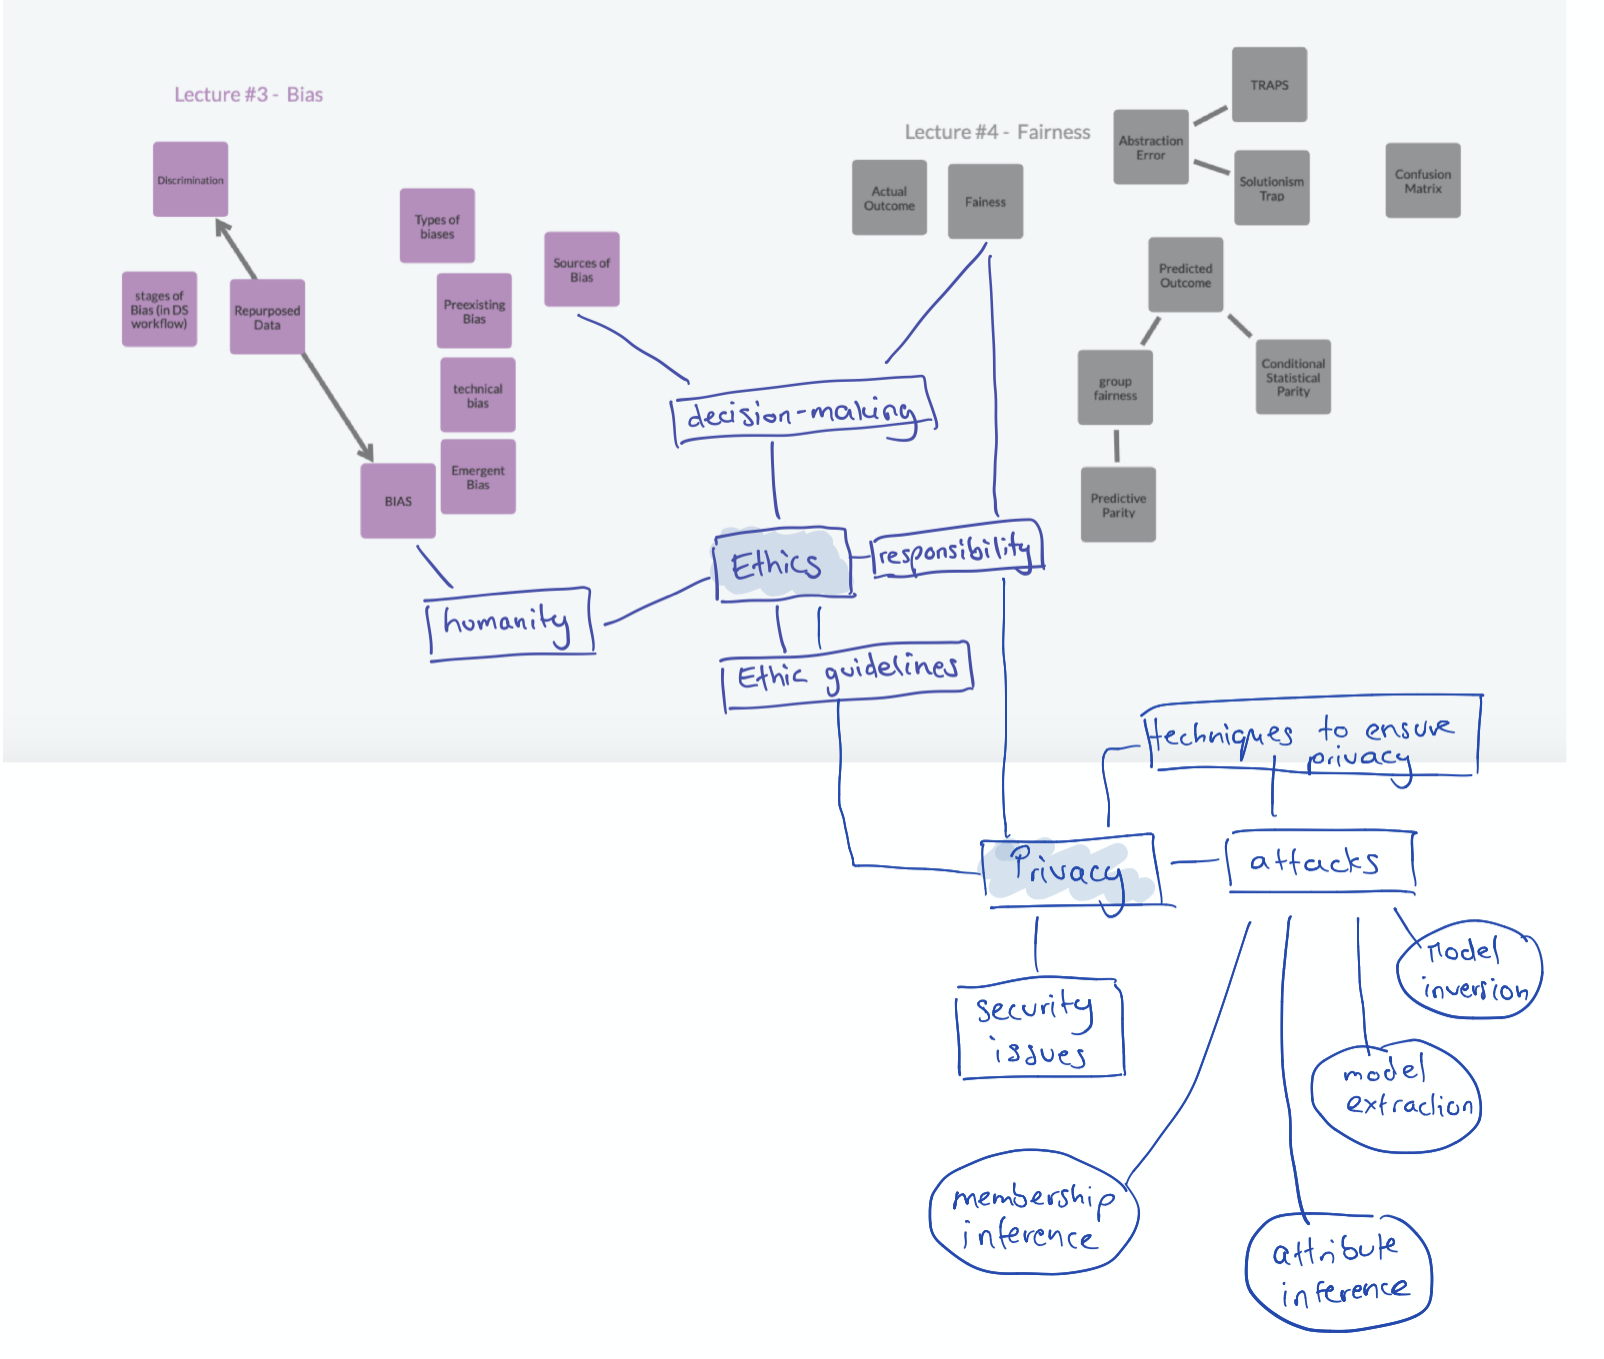 Lecture #3 - Bias
Discrimination
Types of
biases
Sources of
Bias
stages of
Bias (in DS
workflow)
Repurposed
Data
Preexisting
Bias
technical
bias
Emergent
Bias
BIAS
Lecture #4 - Fairness
TRAPS
Abstraction
Error
Solutionism
Trap
Confusion
Matrix
Actual
Outcome
Fainess
Predicted
Outcome
group
fairness
Conditional
Statistical
Parity
Predictive
Parity
decision-making
Ethics
responsibility
humanity
Ethic guidelines
techniques to ensure
privacy
Privacy
attacks
security
issues
Model
inversion
model
extraction
membership
inference
attribute
inference